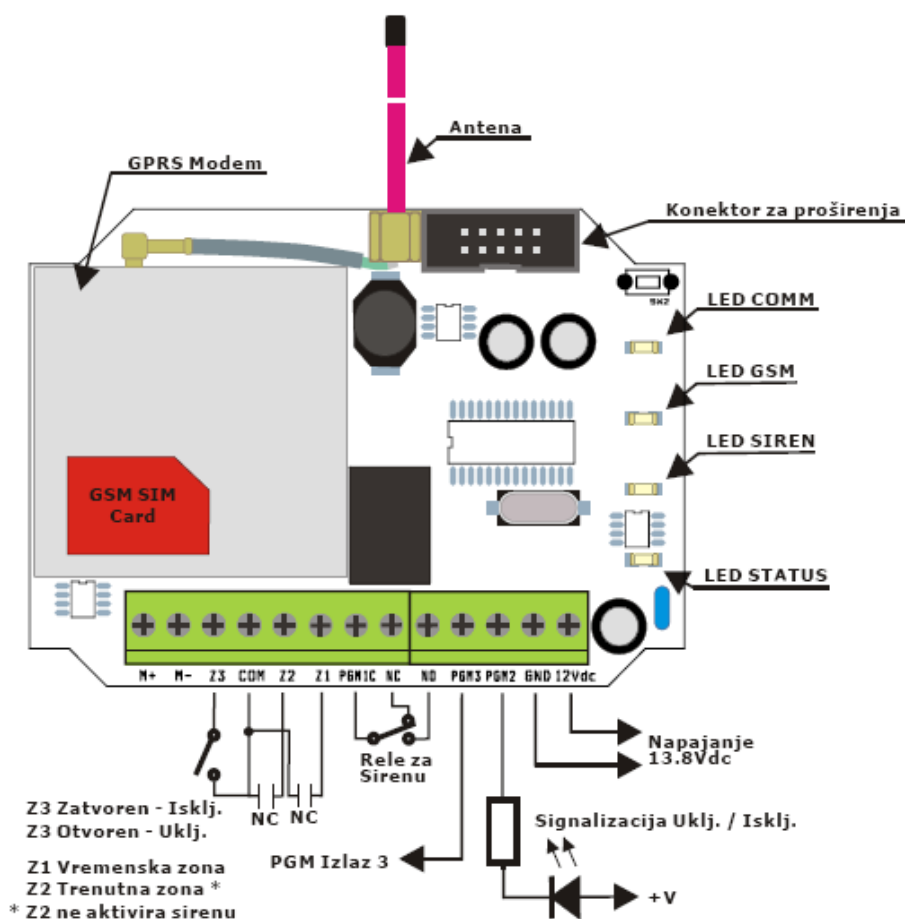 Antena
GPRS Modem
Konektor za proširenja
SW2
LED COMM
LED GSM
LED SIREN
GSM SIM
Card
LED STATUS
M+ M- Z3 COM Z2 Z1 PGM1C NC NO PGM3 PGM2 GND 12Vdc
Napajanje
13.8Vdc
Rele za
Sirenu
NC NC
Z3 Zatvoren - Isklj.
Z3 Otvoren - Uklj.
Signalizacija Uklj. / Isklj.
PGM Izlaz 3
Z1 Vremenska zona
Z2 Trenutna zona *
* Z2 ne aktivira sirenu
+V